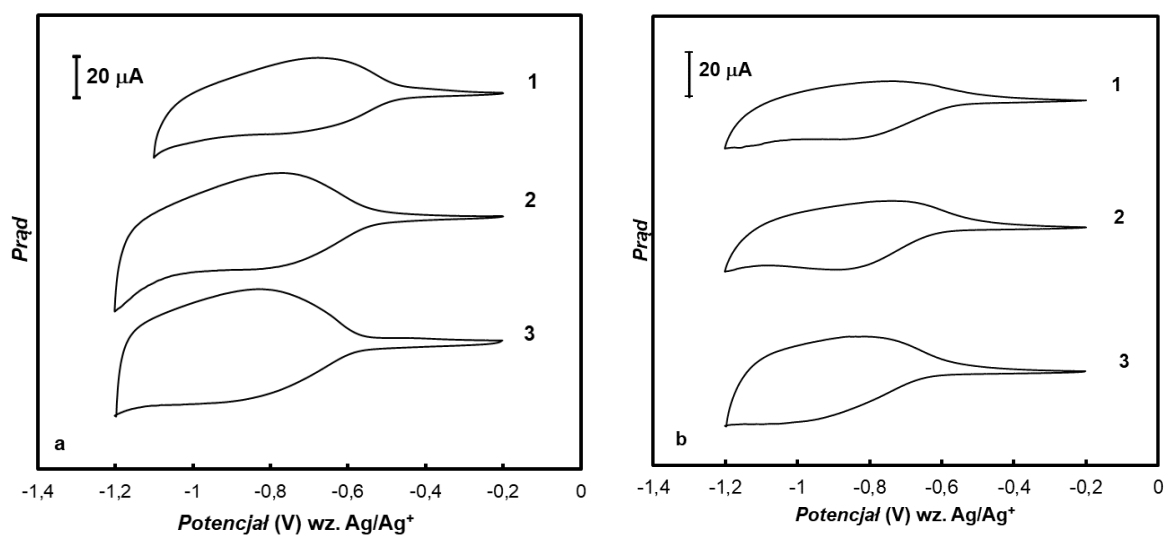 20 μA
1
2
3
a
Prąd
-1,4 -1,2 -1 -0,8 -0,6 -0,4 -0,2 0
Potencjał (V) wz. Ag/Ag⁺
20 μA
1
2
3
b
Prąd
-1,4 -1,2 -1 -0,8 -0,6 -0,4 -0,2 0
Potencjał (V) wz. Ag/Ag⁺